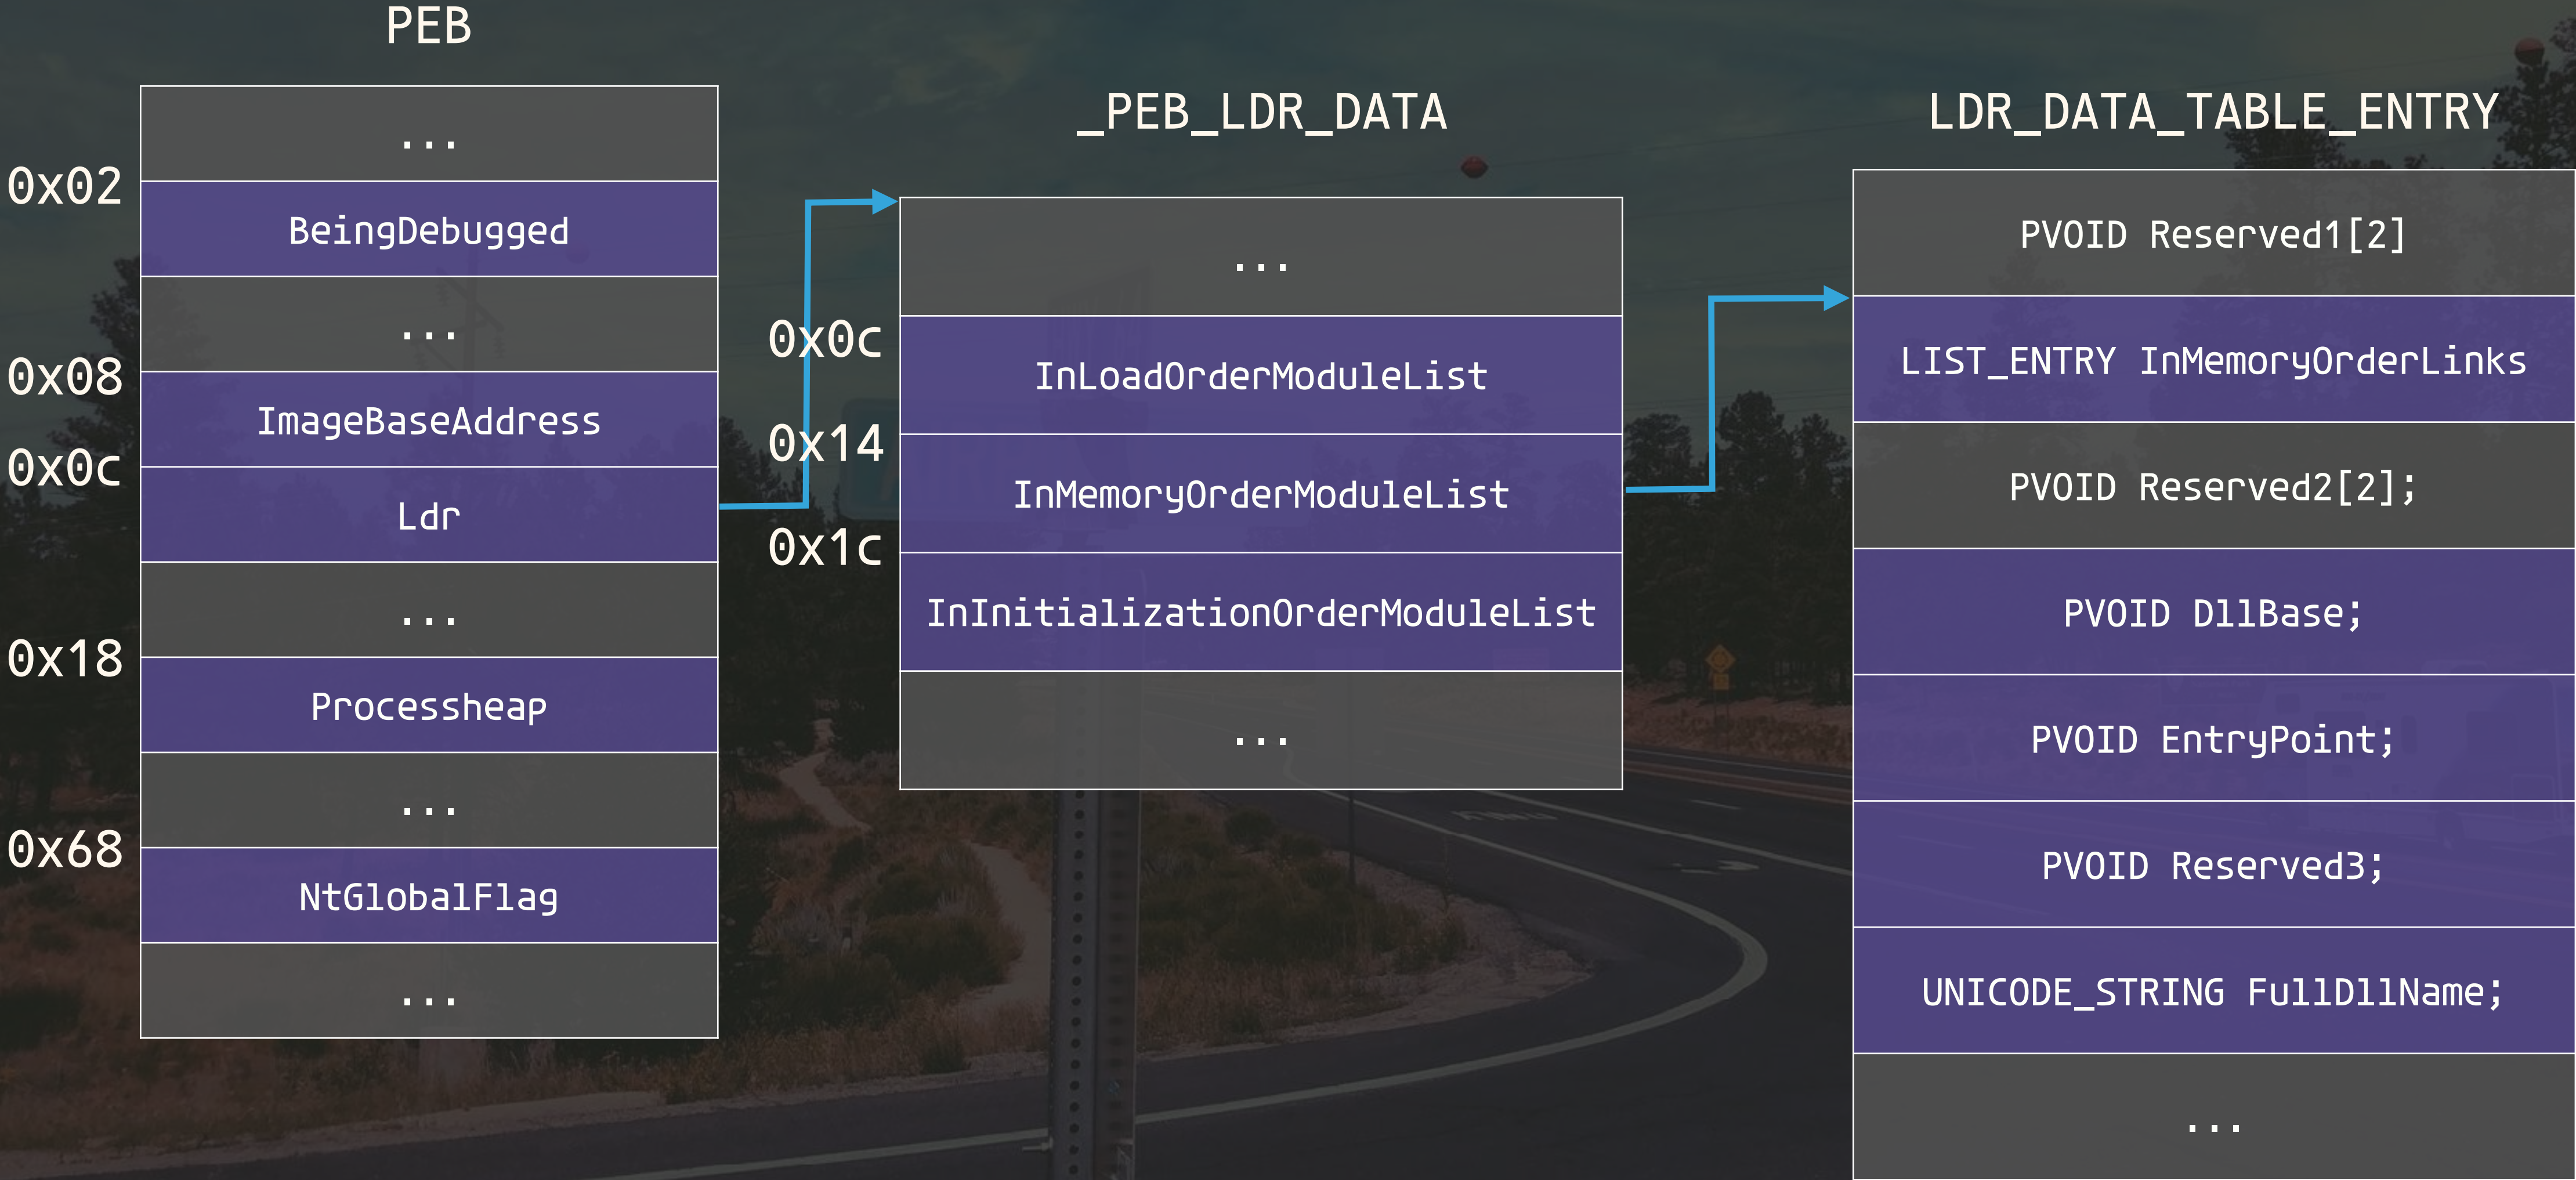 PEB
...
0x02
BeingDebugged
...
0x08
ImageBaseAddress
0x0c
Ldr
...
0x18
Processheap
...
0x68
NtGlobalFlag
...
_PEB_LDR_DATA
...
0x0c
InLoadOrderModuleList
0x14
InMemoryOrderModuleList
0x1c
InInitializationOrderModuleList
...
LDR_DATA_TABLE_ENTRY
PVOID Reserved1[2]
LIST_ENTRY InMemoryOrderLinks
PVOID Reserved2[2];
PVOID DllBase;
PVOID EntryPoint;
PVOID Reserved3;
UNICODE_STRING FullDllName;
...